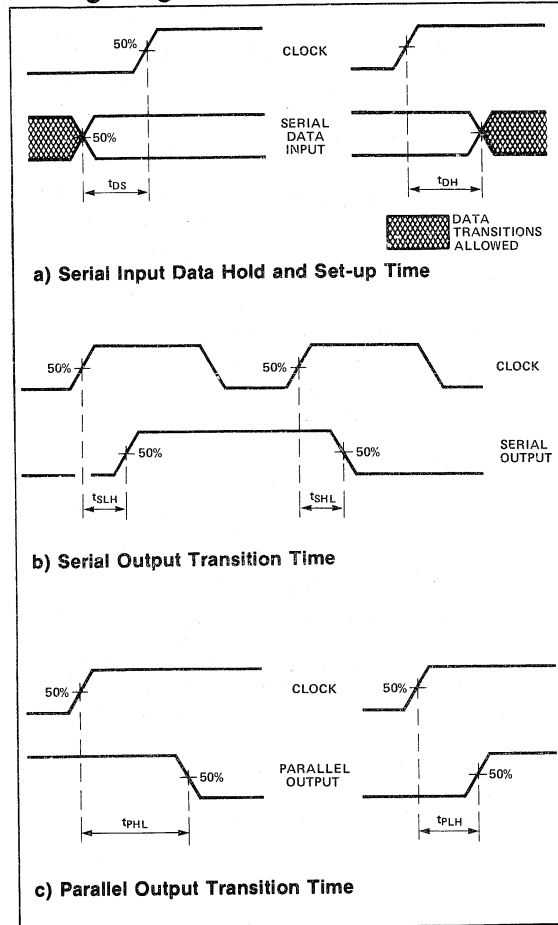 50%
CLOCK
50%
SERIAL
DATA
INPUT
tDS
tDH
DATA
TRANSITIONS
ALLOWED
a) Serial Input Data Hold and Set-up Time
50%
50%
CLOCK
50%
50%
SERIAL
OUTPUT
tSLH
tSHL
b) Serial Output Transition Time
50%
CLOCK
50%
50%
PARALLEL
OUTPUT
50%
tPHL
tPLH
c) Parallel Output Transition Time